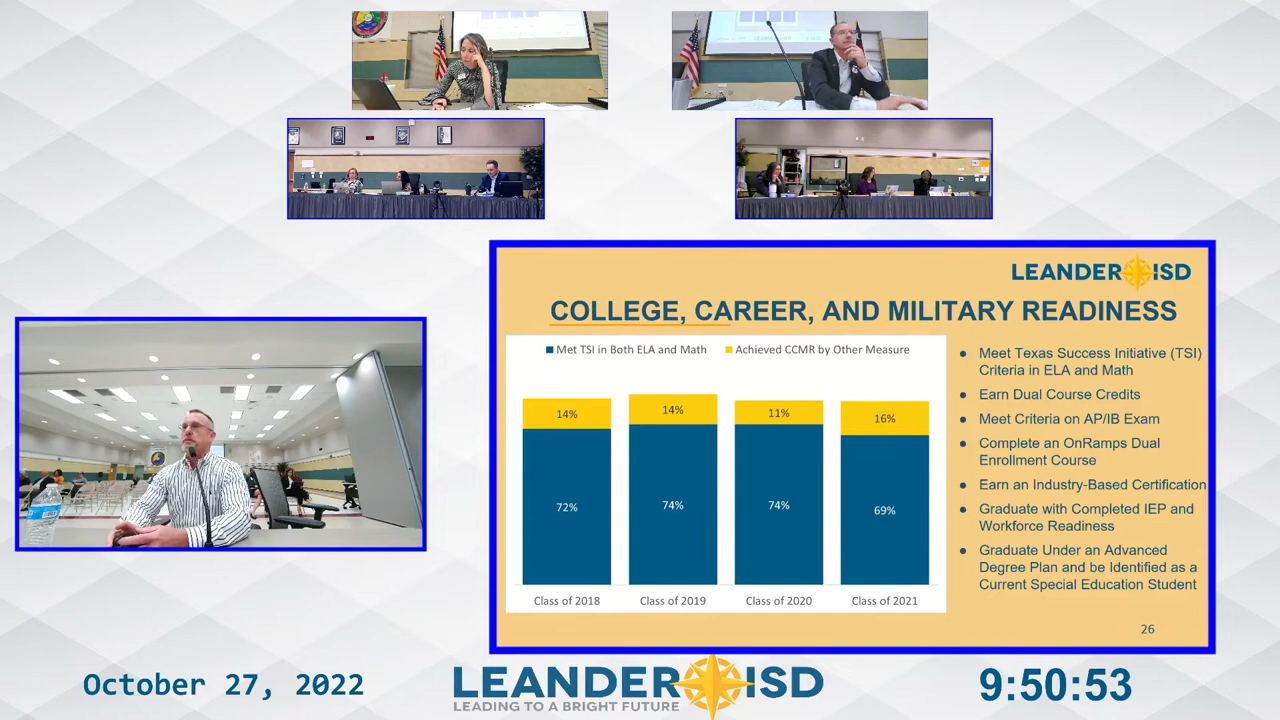 LEANDER ISD
COLLEGE, CAREER, AND MILITARY READINESS
Met TSI in Both ELA and Math
Achieved CCMR by Other Measure
14%
14%
11%
16%
72%
74%
74%
69%
Class of 2018
Class of 2019
Class of 2020
Class of 2021
● Meet Texas Success Initiative (TSI)
Criteria in ELA and Math
● Earn Dual Course Credits
● Meet Criteria on AP/IB Exam
● Complete an OnRamps Dual
Enrollment Course
● Earn an Industry-Based Certification
● Graduate with Completed IEP and
Workforce Readiness
● Graduate Under an Advanced
Degree Plan and be Identified as a
Current Special Education Student
26
October 27, 2022
LEANDER ISD
LEADING TO A BRIGHT FUTURE
9:50:53